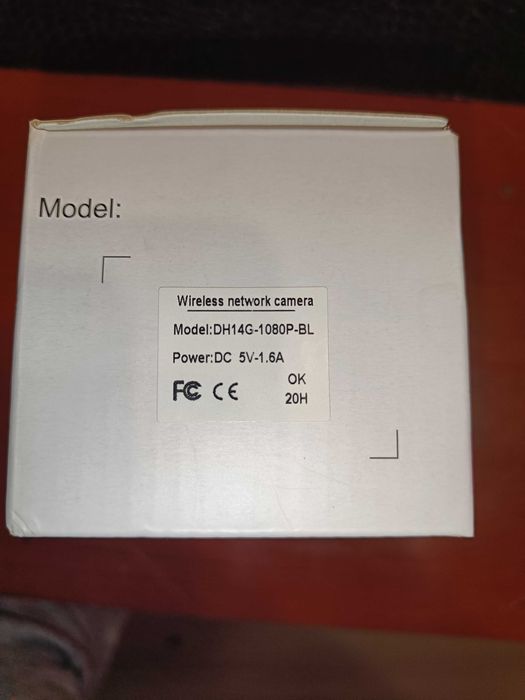 Model:
Wireless network camera
Model:DH14G-1080P-BL
Power:DC 5V-1.6A
FC CE
OK
20H